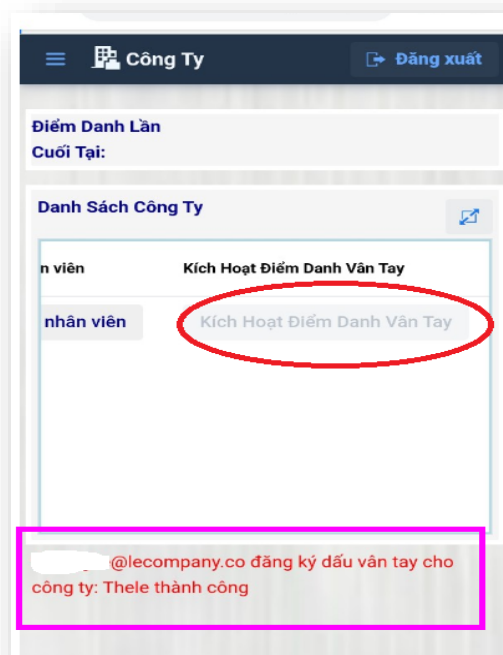 Công Ty
Đăng xuất
Điểm Danh Lần
Cuối Tại:
Danh Sách Công Ty
n viên
Kích Hoạt Điểm Danh Vân Tay
nhân viên
Kích Hoạt Điểm Danh Vân Tay
@lecompany.co đăng ký dấu vân tay cho
công ty: Thele thành công